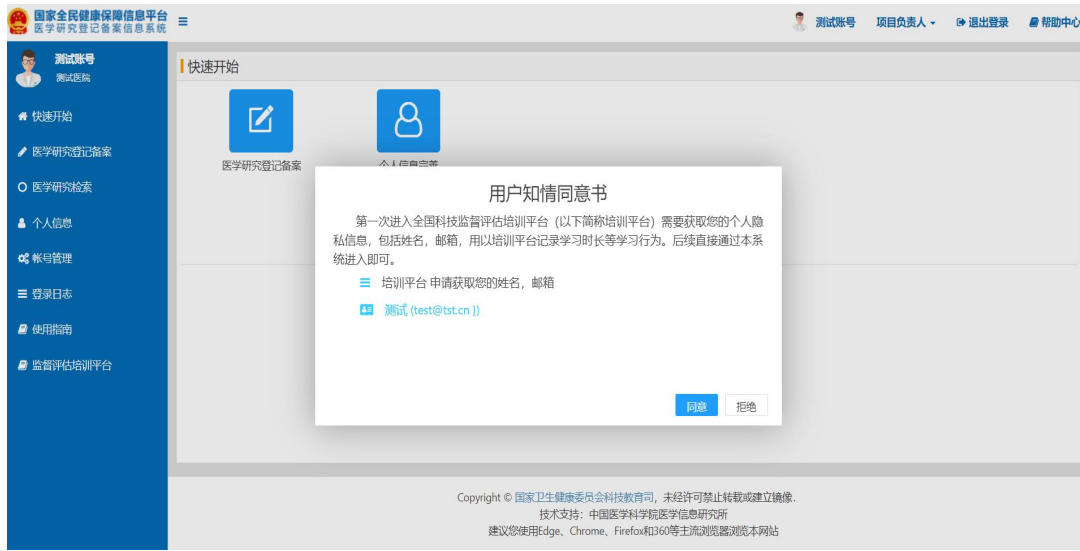 国家全民健康保障信息平台
医学研究登记备案信息系统
测试账号
项目负责人
退出登录
帮助中心
测试账号
测试医院
快速开始
医学研究登记备案
医学研究检索
个人信息
帐号管理
登录日志
使用指南
监督评估培训平台
快速开始
医学研究登记备案
个人信息完善
用户知情同意书
第一次进入全国科技监督评估培训平台（以下简称培训平台）需要获取您的个人隐
私信息，包括姓名，邮箱，用以培训平台记录学习时长等学习行为。后续直接通过本系
统进入即可。
培训平台 申请获取您的姓名，邮箱
测试 (test@tst.cn ))
同意
拒绝
Copyright © 国家卫生健康委员会科技教育司，未经许可禁止转载或建立镜像.
技术支持：中国医学科学院医学信息研究所
建议您使用Edge、Chrome、Firefox和360等主流浏览器浏览本网站